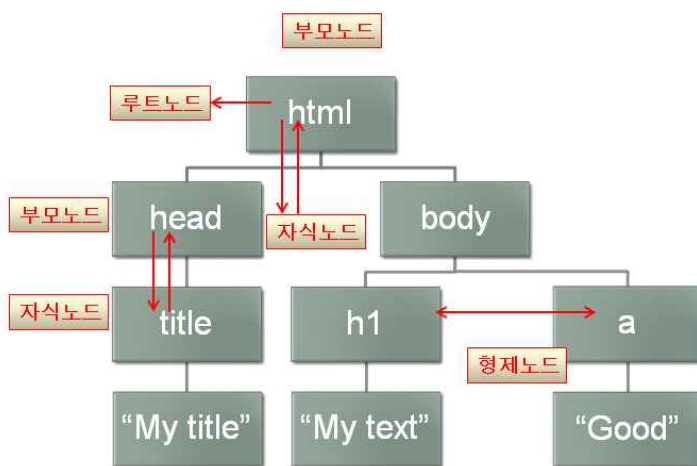 부모노드
루트노드
html
부모노드
head
자식노드
body
자식노드
title
h1
a
형제노드
“My title”
“My text”
“Good”